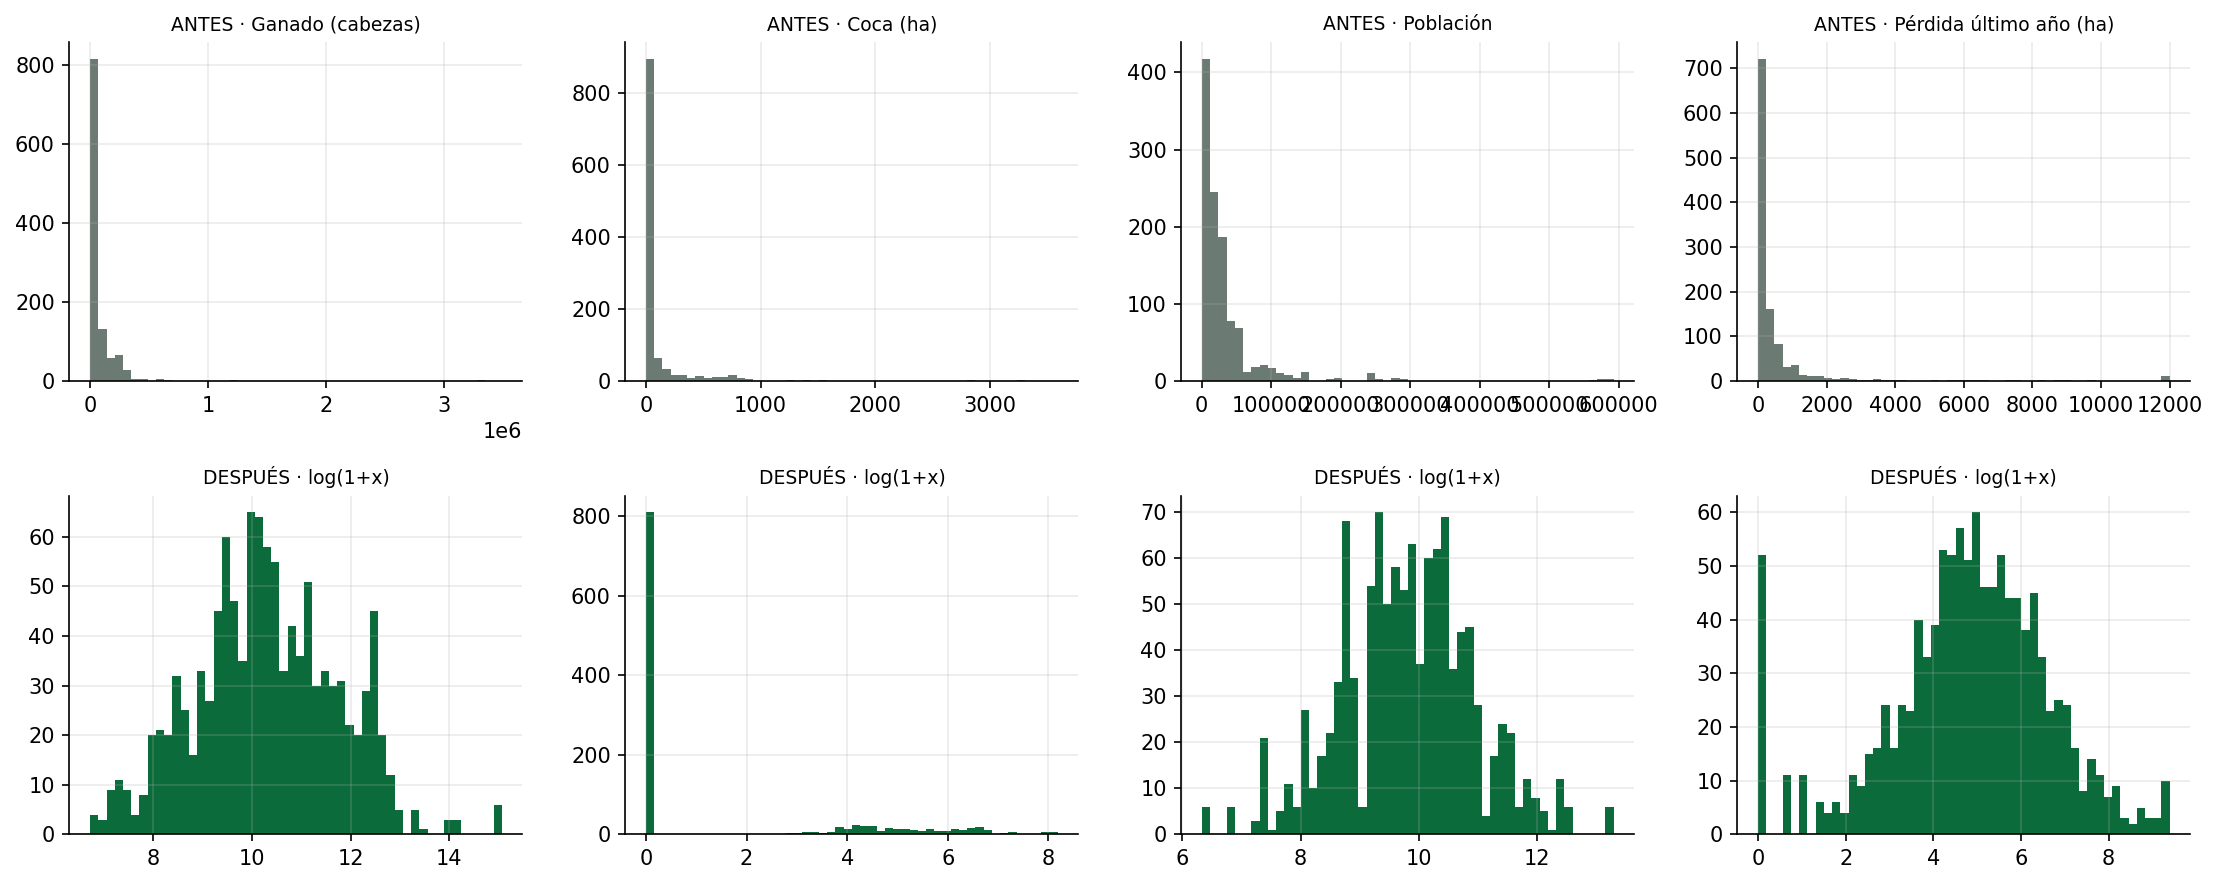 ANTES · Ganado (cabezas)
800
600
400
200
0
0 1 2 3
1e6
ANTES · Coca (ha)
800
600
400
200
0
0 1000 2000 3000
ANTES · Población
400
300
200
100
0
0 100000 200000 300000 400000 500000 600000
ANTES · Pérdida último año (ha)
700
600
500
400
300
200
100
0
0 2000 4000 6000 8000 10000 12000
DESPUÉS · log(1+x)
60
50
40
30
20
10
0
8 10 12 14
DESPUÉS · log(1+x)
800
600
400
200
0
0 2 4 6 8
DESPUÉS · log(1+x)
70
60
50
40
30
20
10
0
6 8 10 12
DESPUÉS · log(1+x)
60
50
40
30
20
10
0
0 2 4 6 8